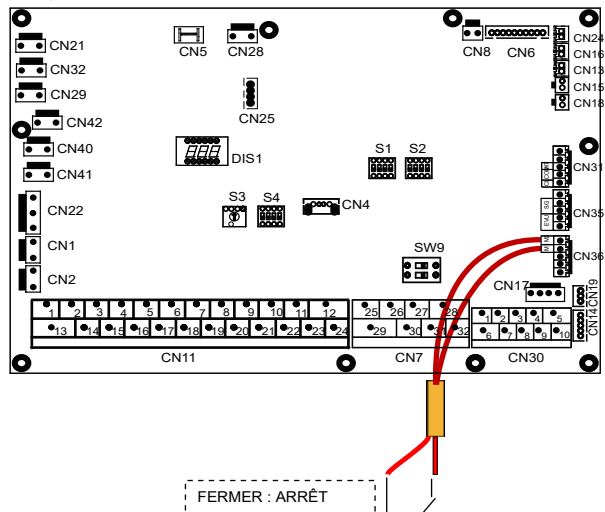 CN21
CN5
CN28
CN8
CN6
CN24
CN16
CN32
CN13
CN29
CN15
CN18
CN25
CN42
CN40
DIS1
S1
S2
CN41
CN31
S3
S4
CN4
CN22
SG
EVU
CN35
CN1
SW9
CN36
CN2
CN17
CN19
CN14
1 2 3 4 5 6 7 8 9 10 11 12
13 14 15 16 17 18 19 20 21 22 23 24
25 26 27 28
29 30 31 32
1 2 3 4 5
6 7 8 9 10
CN11
CN7
CN30
FERMER : ARRÊT